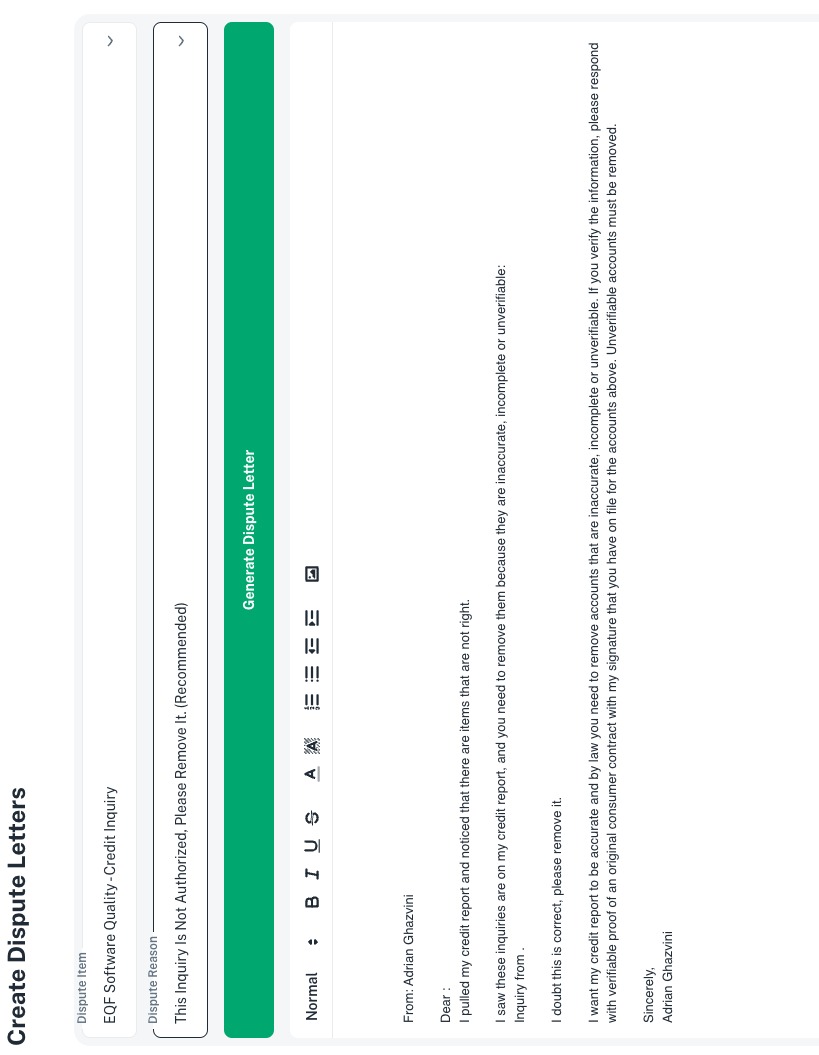 Create Dispute Letters
Dispute Item
EQF Software Quality - Credit Inquiry
Dispute Reason
This Inquiry Is Not Authorized, Please Remove It. (Recommended)
Generate Dispute Letter
Normal B I U S A A
From: Adrian Ghazvini
Dear :
I pulled my credit report and noticed that there are items that are not right.
I saw these inquiries are on my credit report, and you need to remove them because they are inaccurate, incomplete or unverifiable:
Inquiry from .
I doubt this is correct, please remove it.
I want my credit report to be accurate and by law you need to remove accounts that are inaccurate, incomplete or unverifiable. If you verify the information, please respond
with verifiable proof of an original consumer contract with my signature that you have on file for the accounts above. Unverifiable accounts must be removed.
Sincerely,
Adrian Ghazvini